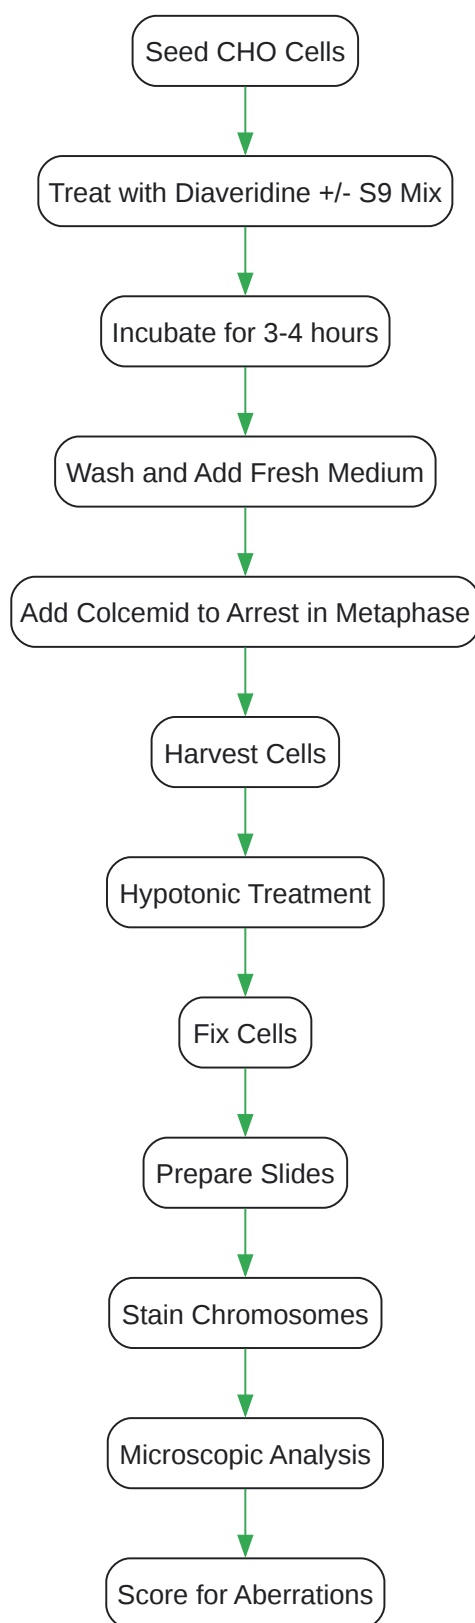 Seed CHO Cells
Treat with Diaveridine +/- S9 Mix
Incubate for 3-4 hours
Wash and Add Fresh Medium
Add Colcemid to Arrest in Metaphase
Harvest Cells
Hypotonic Treatment
Fix Cells
Prepare Slides
Stain Chromosomes
Microscopic Analysis
Score for Aberrations